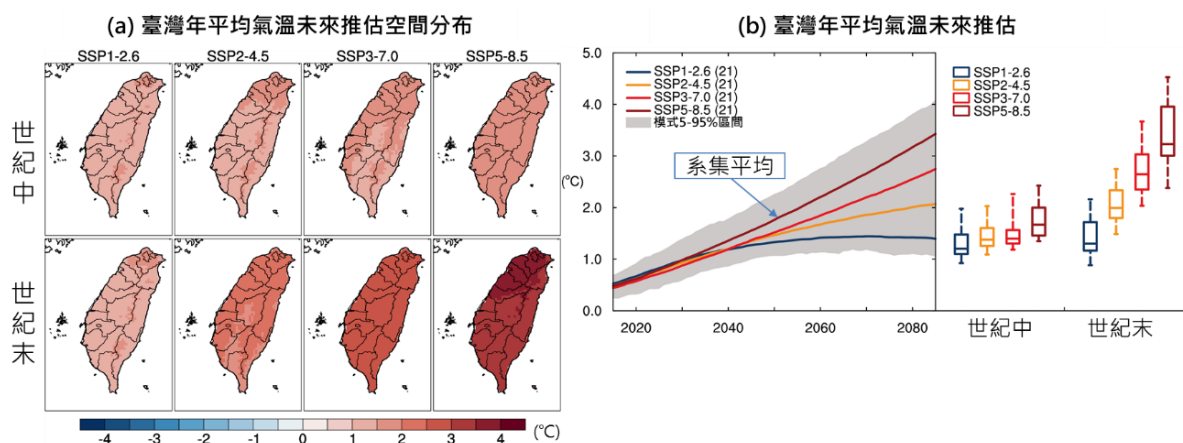 (a) 臺灣年平均氣溫未來推估空間分布
SSP1-2.6 SSP2-4.5 SSP3-7.0 SSP5-8.5
世紀中
世紀末
-4 -3 -2 -1 0 1 2 3 4 (℃)
(b) 臺灣年平均氣溫未來推估
5.0
4.0
3.0
(℃)
2.0
1.0
0.0
SSP1-2.6 (21)
SSP2-4.5 (21)
SSP3-7.0 (21)
SSP5-8.5 (21)
模式5-95%區間
系集平均
2020 2040 2060 2080
SSP1-2.6
SSP2-4.5
SSP3-7.0
SSP5-8.5
世紀中 世紀末